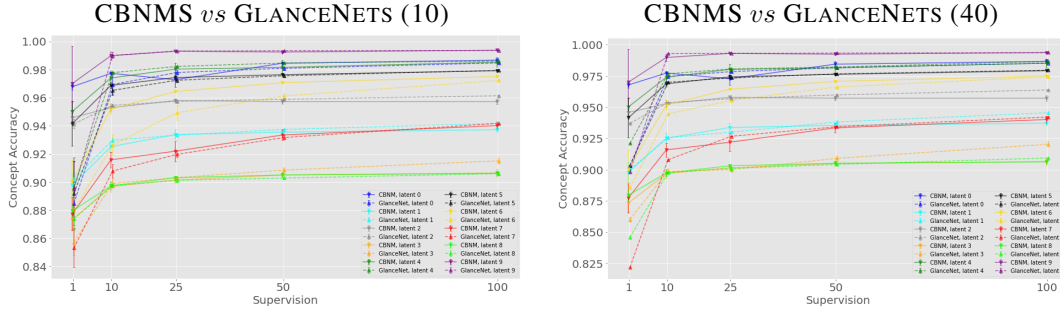 CBNMS vs GLANCENETS (10)
1.00
0.98
0.96
0.94
0.92
0.90
0.88
0.86
0.84
Concept Accuracy
1 10 25 50 100
Supervision
CBNM, latent 0
GlanceNet, latent 0
CBNM, latent 1
GlanceNet, latent 1
CBNM, latent 2
GlanceNet, latent 2
CBNM, latent 3
GlanceNet, latent 3
CBNM, latent 4
GlanceNet, latent 4
CBNM, latent 5
GlanceNet, latent 5
CBNM, latent 6
GlanceNet, latent 6
CBNM, latent 7
GlanceNet, latent 7
CBNM, latent 8
GlanceNet, latent 8
CBNM, latent 9
GlanceNet, latent 9
CBNMS vs GLANCENETS (40)
1.000
0.975
0.950
0.925
0.900
0.875
0.850
0.825
Concept Accuracy
1 10 25 50 100
Supervision
CBNM, latent 0
GlanceNet, latent 0
CBNM, latent 1
GlanceNet, latent 1
CBNM, latent 2
GlanceNet, latent 2
CBNM, latent 3
GlanceNet, latent 3
CBNM, latent 4
GlanceNet, latent 4
CBNM, latent 5
GlanceNet, latent 5
CBNM, latent 6
GlanceNet, latent 6
CBNM, latent 7
GlanceNet, latent 7
CBNM, latent 8
GlanceNet, latent 8
CBNM, latent 9
GlanceNet, latent 9